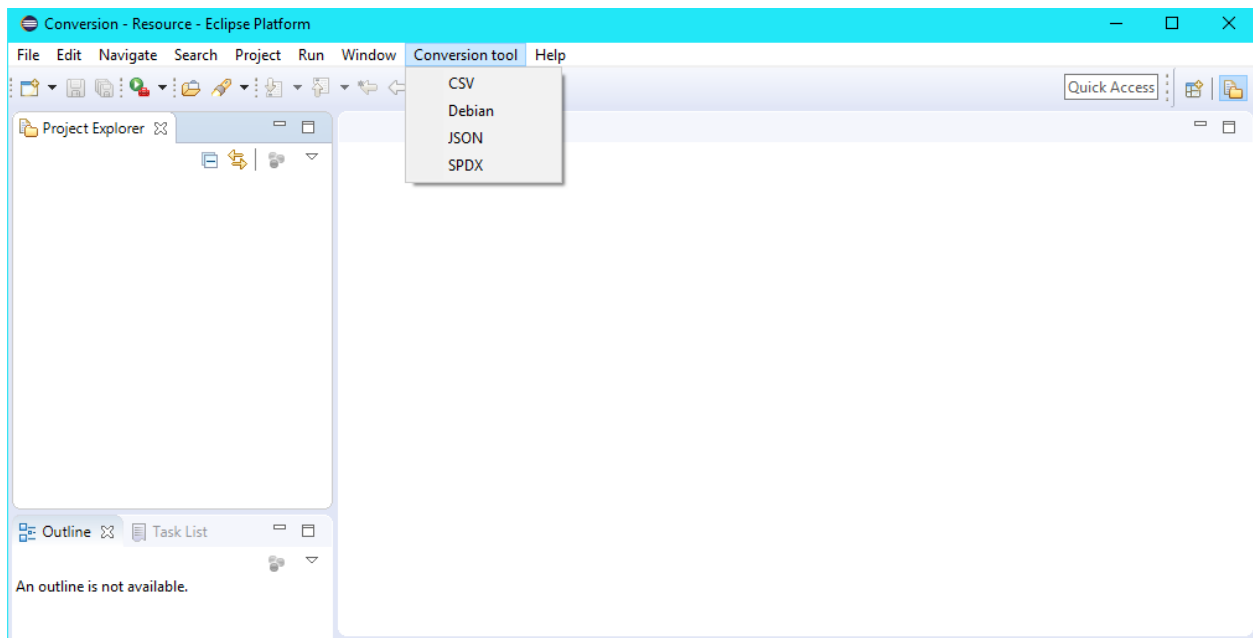 Conversion - Resource - Eclipse Platform
File Edit Navigate Search Project Run Window Conversion tool Help
CSV
Debian
JSON
SPDX
Quick Access
Project Explorer
Outline Task List
An outline is not available.